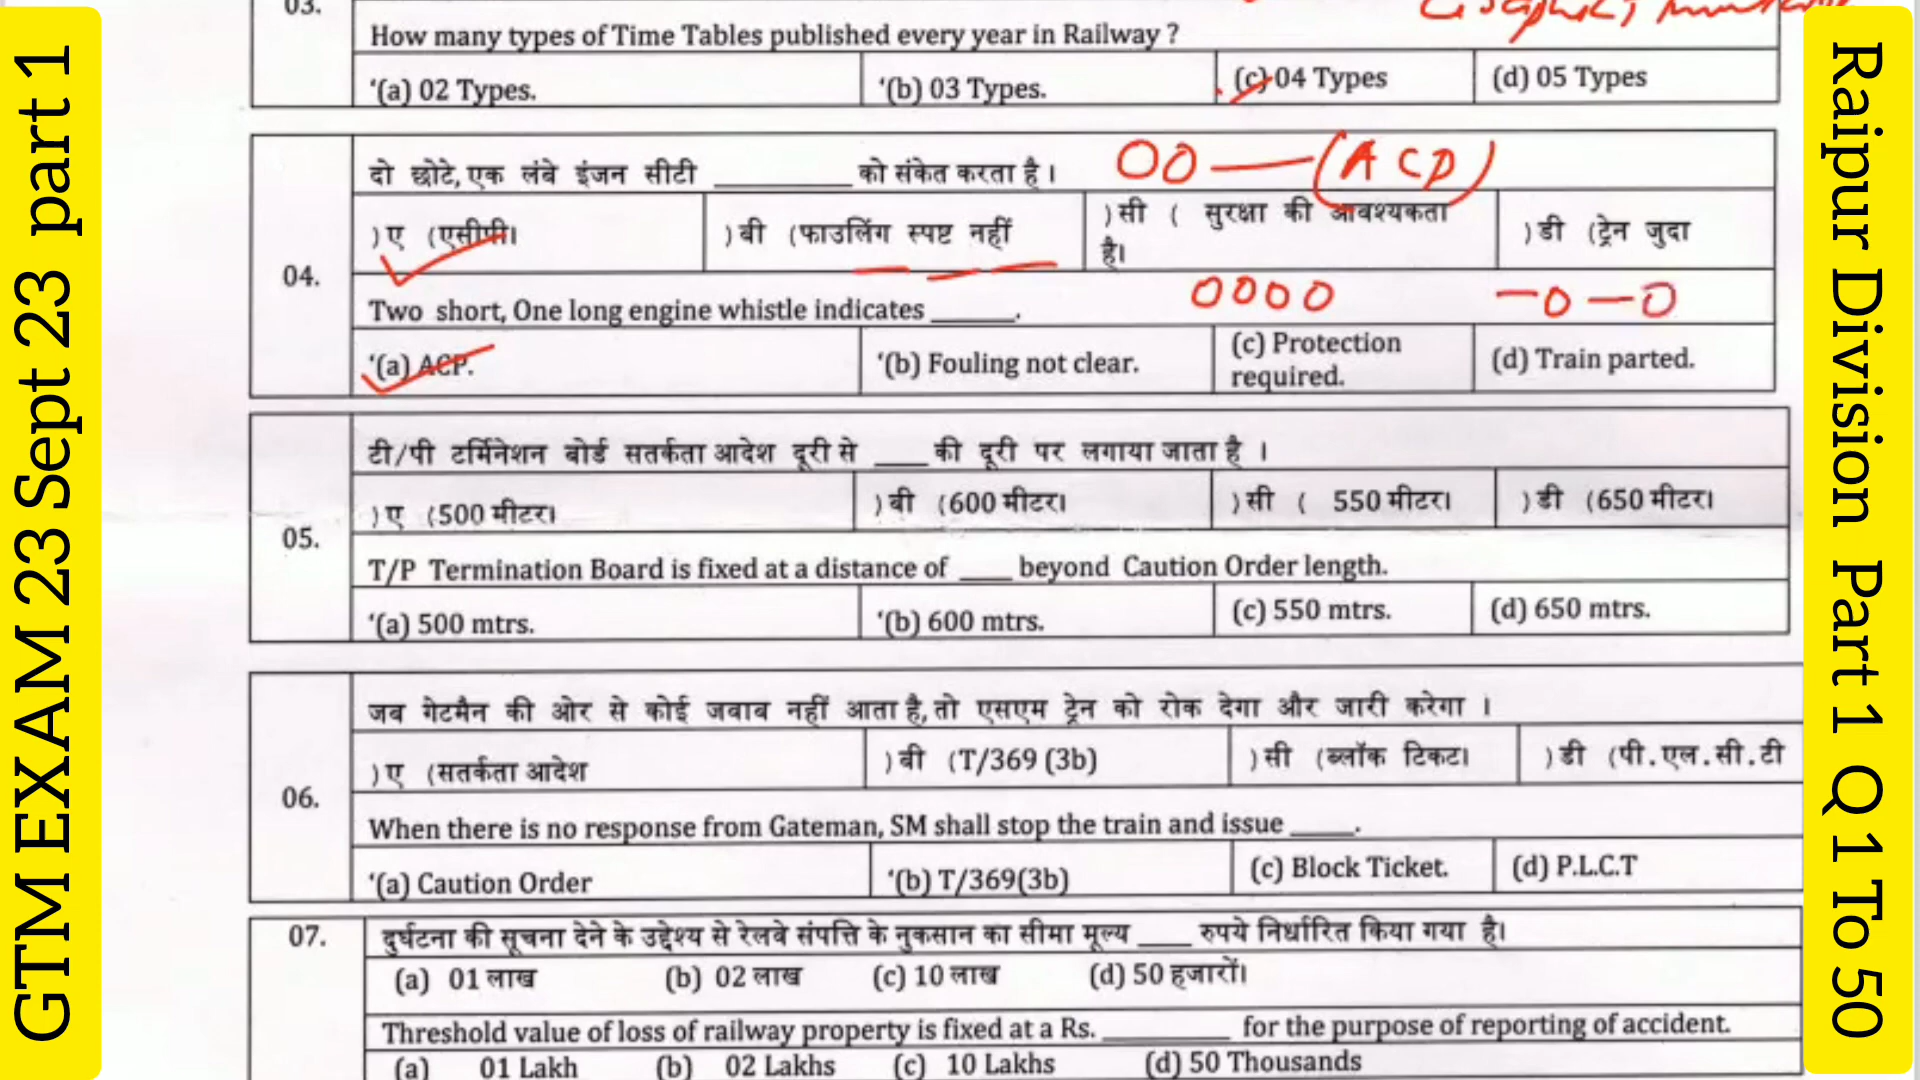 GTM EXAM 23 Sept 23 part 1
Raipur Division Part 1 Q 1 To 50
03.
How many types of Time Tables published every year in Railway ?
‘(a) 02 Types. ‘(b) 03 Types. (c) 04 Types (d) 05 Types
04.
दो छोटे, एक लंबे इंजन सीटी ________ को संकेत करता है।
00 — (ACP)
)ए (एसीपी। )बी (फाउलिंग स्पष्ट नहीं )सी ( सुरक्षा की आवश्यकता है। )डी (ट्रेन जुदा
Two short, One long engine whistle indicates ______.
0000 —0—0
‘(a) ACP. ‘(b) Fouling not clear. (c) Protection required. (d) Train parted.
05.
टी/पी टर्मिनेशन बोर्ड सतर्कता आदेश दूरी से ____ की दूरी पर लगाया जाता है ।
)ए (500 मीटर। )बी (600 मीटर। )सी ( 550 मीटर। )डी (650 मीटर।
T/P Termination Board is fixed at a distance of ____ beyond Caution Order length.
‘(a) 500 mtrs. ‘(b) 600 mtrs. (c) 550 mtrs. (d) 650 mtrs.
06.
जब गेटमैन की ओर से कोई जवाब नहीं आता है, तो एसएम ट्रेन को रोक देगा और जारी करेगा ।
)ए (सतर्कता आदेश )बी (T/369 (3b) )सी (ब्लॉक टिकट। )डी (पी.एल.सी.टी
When there is no response from Gateman, SM shall stop the train and issue _____.
‘(a) Caution Order ‘(b) T/369(3b) (c) Block Ticket. (d) P.L.C.T
07.
दुर्घटना की सूचना देने के उद्देश्य से रेलवे संपत्ति के नुकसान का सीमा मूल्य ____ रुपये निर्धारित किया गया है।
(a) 01 लाख (b) 02 लाख (c) 10 लाख (d) 50 हजारों।
Threshold value of loss of railway property is fixed at a Rs. __________ for the purpose of reporting of accident.
(a) 01 Lakh (b) 02 Lakhs (c) 10 Lakhs (d) 50 Thousands